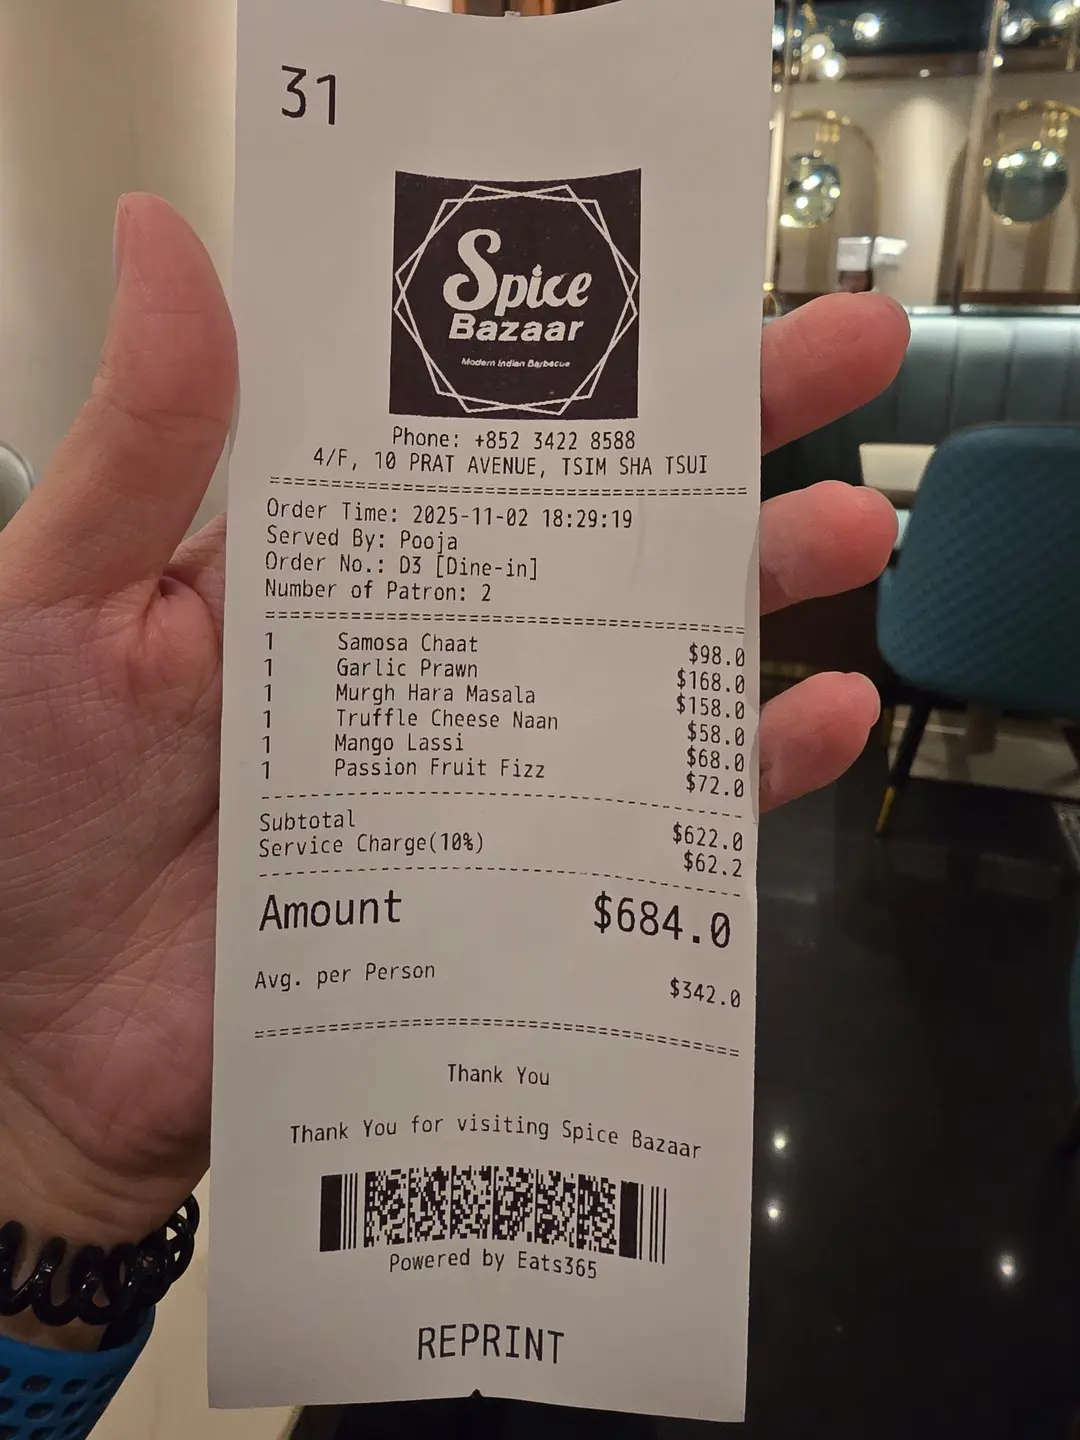 31
Spice
Bazaar
Modern Indian Barbecue
Phone: +852 3422 8588
4/F, 10 PRAT AVENUE, TSIM SHA TSUI
Order Time: 2025-11-02 18:29:19
Served By: Pooja
Order No.: D3 [Dine-in]
Number of Patron: 2
1 Samosa Chaat $98.0
1 Garlic Prawn $168.0
1 Murgh Hara Masala $158.0
1 Truffle Cheese Naan $58.0
1 Mango Lassi $68.0
1 Passion Fruit Fizz $72.0
Subtotal $622.0
Service Charge(10%) $62.2
Amount $684.0
Avg. per Person $342.0
Thank You
Thank You for visiting Spice Bazaar
Powered by Eats365
REPRINT